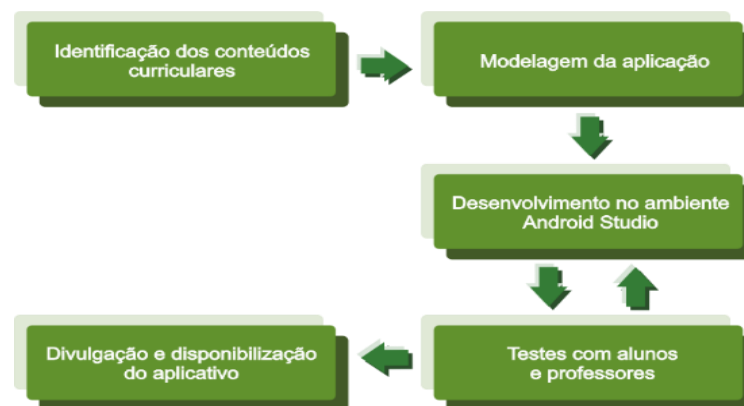 Identificação dos conteúdos
curriculares
Modelagem da aplicação
Desenvolvimento no ambiente
Android Studio
Testes com alunos
e professores
Divulgação e disponibilização
do aplicativo